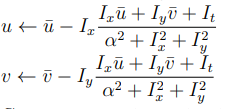 u ← ū − I_x (I_x ū + I_y v̄ + I_t) / (α² + I_x² + I_y²)
v ← v̄ − I_y (I_x ū + I_y v̄ + I_t) / (α² + I_x² + I_y²)